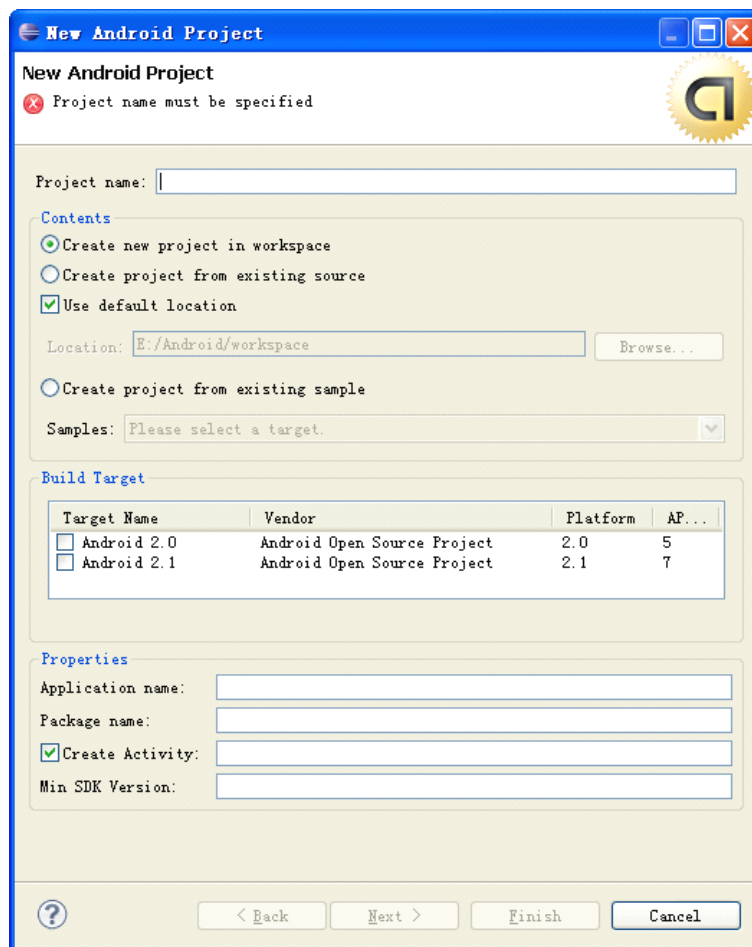 New Android Project
New Android Project
Project name must be specified
Project name:
Contents
Create new project in workspace
Create project from existing source
Use default location
Location: E:/Android/workspace Browse...
Create project from existing sample
Samples: Please select a target.
Build Target
Target Name Vendor Platform AP...
Android 2.0 Android Open Source Project 2.0 5
Android 2.1 Android Open Source Project 2.1 7
Properties
Application name:
Package name:
Create Activity:
Min SDK Version:
? < Back Next > Finish Cancel